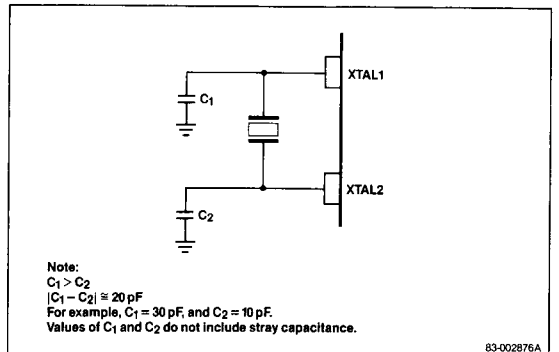 XTAL1
C₁
XTAL2
C₂
Note:
C₁ > C₂
|C₁ − C₂| ≅ 20 pF
For example, C₁ = 30 pF, and C₂ = 10 pF.
Values of C₁ and C₂ do not include stray capacitance.
83-002876A